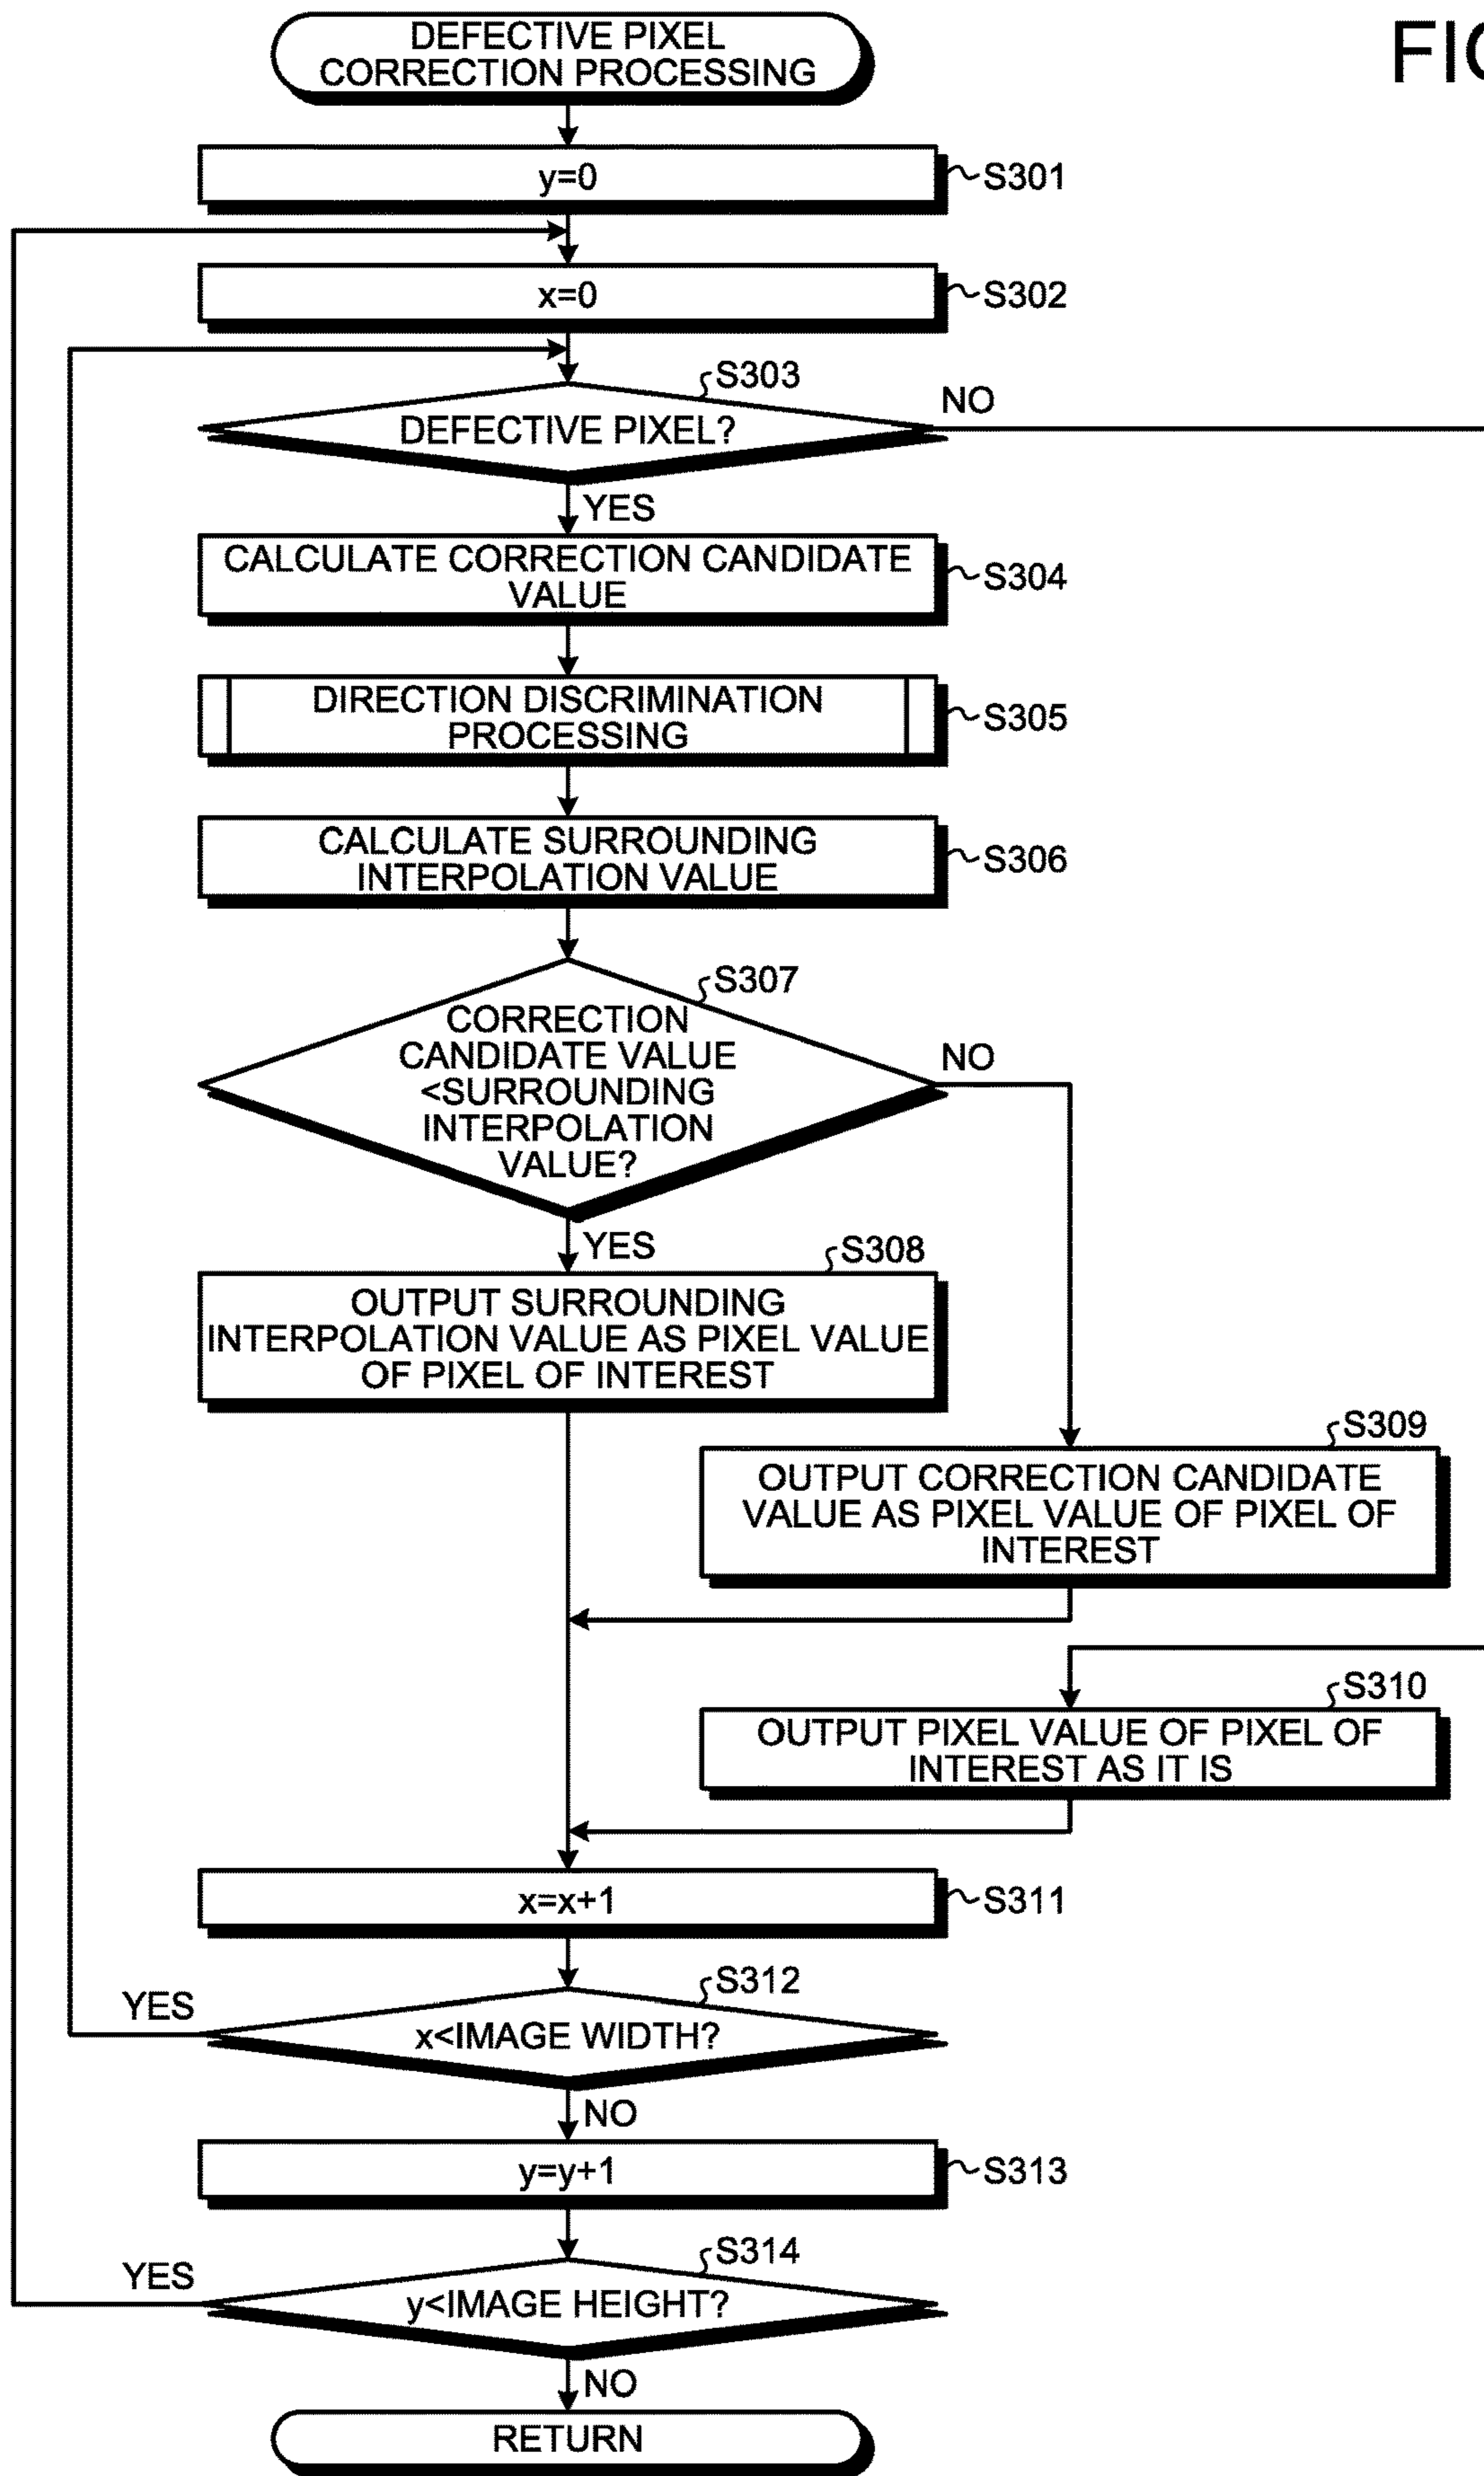 DEFECTIVE PIXEL
CORRECTION PROCESSING
FIG
y=0
S301
x=0
S302
S303
DEFECTIVE PIXEL?
NO
YES
CALCULATE CORRECTION CANDIDATE
VALUE
S304
DIRECTION DISCRIMINATION
PROCESSING
S305
CALCULATE SURROUNDING
INTERPOLATION VALUE
S306
S307
CORRECTION
CANDIDATE VALUE
<SURROUNDING
INTERPOLATION
VALUE?
NO
YES
S308
OUTPUT SURROUNDING
INTERPOLATION VALUE AS PIXEL VALUE
OF PIXEL OF INTEREST
S309
OUTPUT CORRECTION CANDIDATE
VALUE AS PIXEL VALUE OF PIXEL OF
INTEREST
S310
OUTPUT PIXEL VALUE OF PIXEL OF
INTEREST AS IT IS
x=x+1
S311
S312
YES
x<IMAGE WIDTH?
NO
y=y+1
S313
S314
YES
y<IMAGE HEIGHT?
NO
RETURN